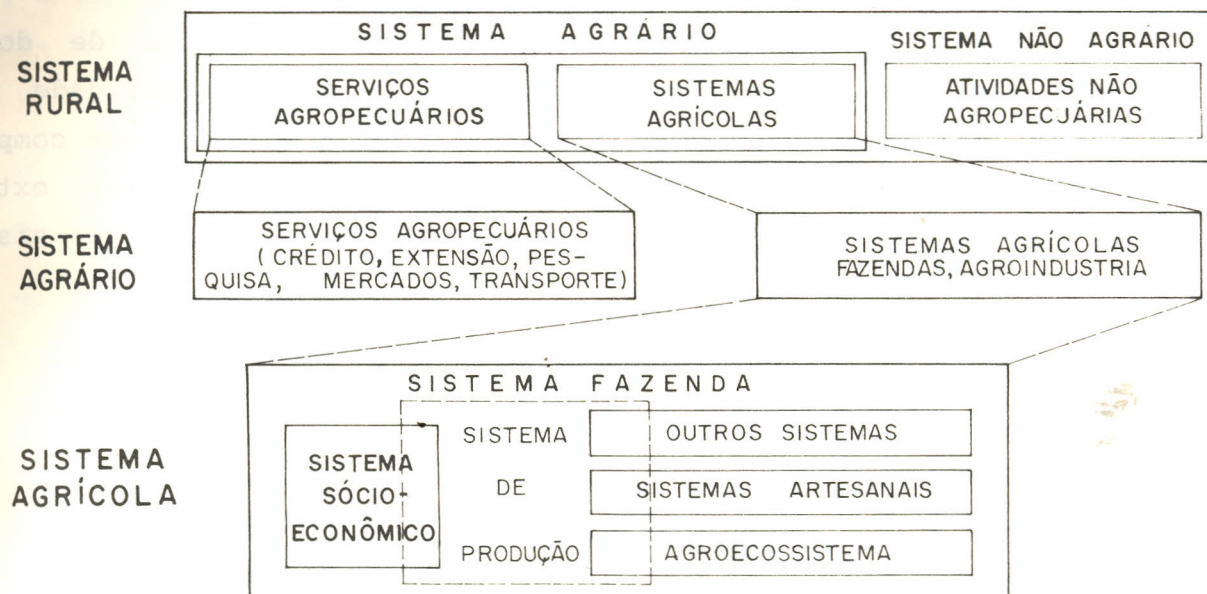 SISTEMA RURAL
SISTEMA AGRÁRIO
SISTEMA NÃO AGRÁRIO
SERVIÇOS
AGROPECUÁRIOS
SISTEMAS
AGRÍCOLAS
ATIVIDADES NÃO
AGROPECJÁRIAS
SISTEMA
AGRÁRIO
SERVIÇOS AGROPECUÁRIOS
( CRÉDITO, EXTENSÃO, PES-
QUISA, MERCADOS, TRANSPORTE)
SISTEMAS AGRÍCOLAS
FAZENDAS, AGROINDUSTRIA
SISTEMA
AGRÍCOLA
SISTEMA FAZENDA
SISTEMA
SÓCIO-
ECONÔMICO
SISTEMA
DE
PRODUÇÃO
OUTROS SISTEMAS
SISTEMAS ARTESANAIS
AGROECOSSISTEMA